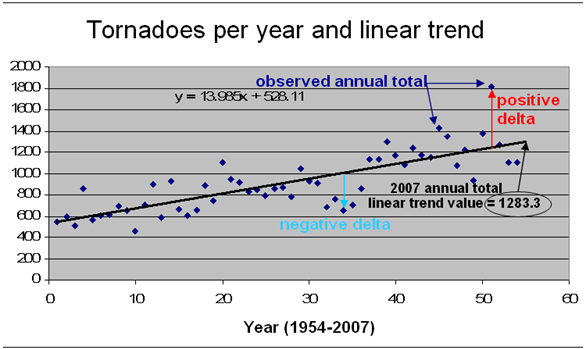 Tornadoes per year and linear trend
2000
1800
1600
1400
1200
1000
800
600
400
200
0
observed annual total
y = 13.985x + 528.11
positive
delta
2007 annual total
linear trend value = 1283.3
negative delta
0
10
20
30
40
50
60
Year (1954-2007)